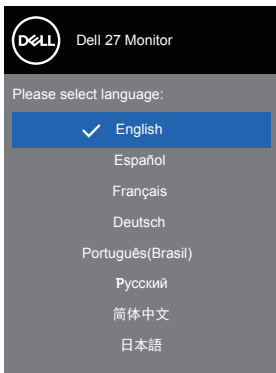 DELL
Dell 27 Monitor
Please select language:
English
Español
Français
Deutsch
Português(Brasil)
Русский
简体中文
日本語